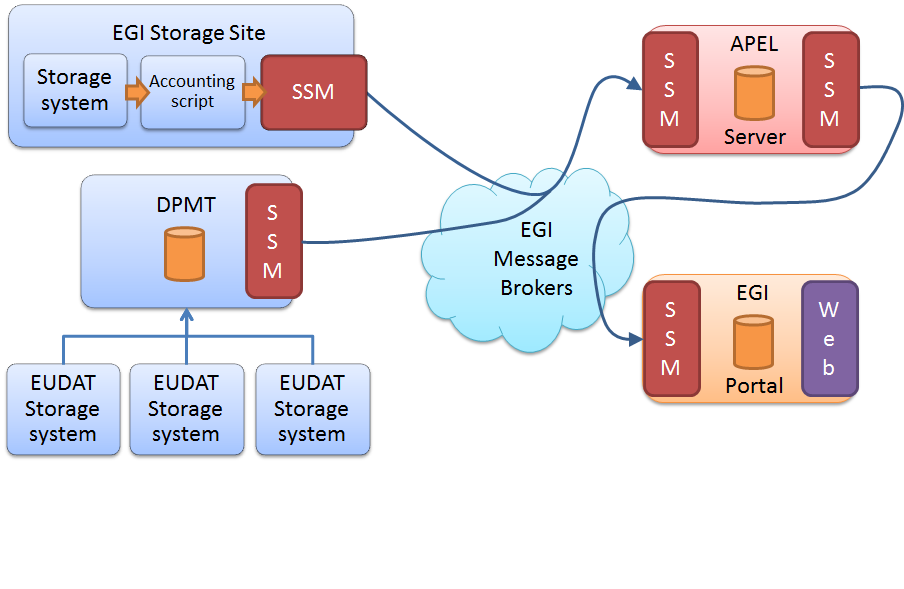 EGI Storage Site
Storage
system
Accounting
script
SSM
DPMT
S
S
M
EUDAT
Storage
system
EUDAT
Storage
system
EUDAT
Storage
system
EGI
Message
Brokers
S
S
M
APEL
Server
S
S
M
S
S
M
EGI
Portal
W
e
b